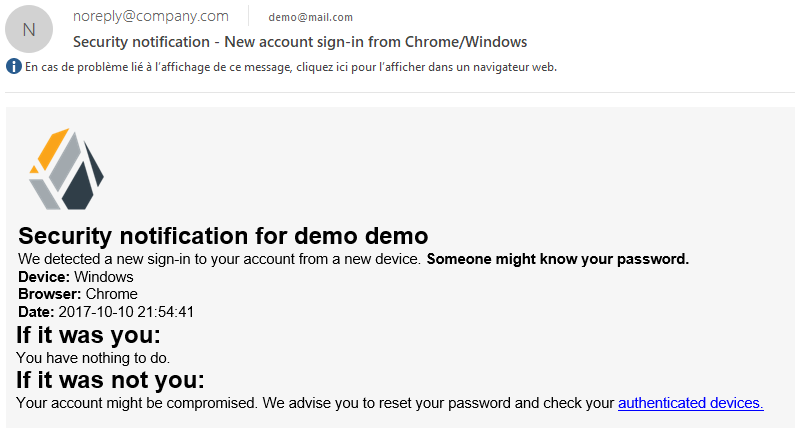 N
noreply@company.com
demo@mail.com
Security notification - New account sign-in from Chrome/Windows
En cas de problème lié à l'affichage de ce message, cliquez ici pour l'afficher dans un navigateur web.
Security notification for demo demo
We detected a new sign-in to your account from a new device. Someone might know your password.
Device: Windows
Browser: Chrome
Date: 2017-10-10 21:54:41
If it was you:
You have nothing to do.
If it was not you:
Your account might be compromised. We advise you to reset your password and check your authenticated devices.